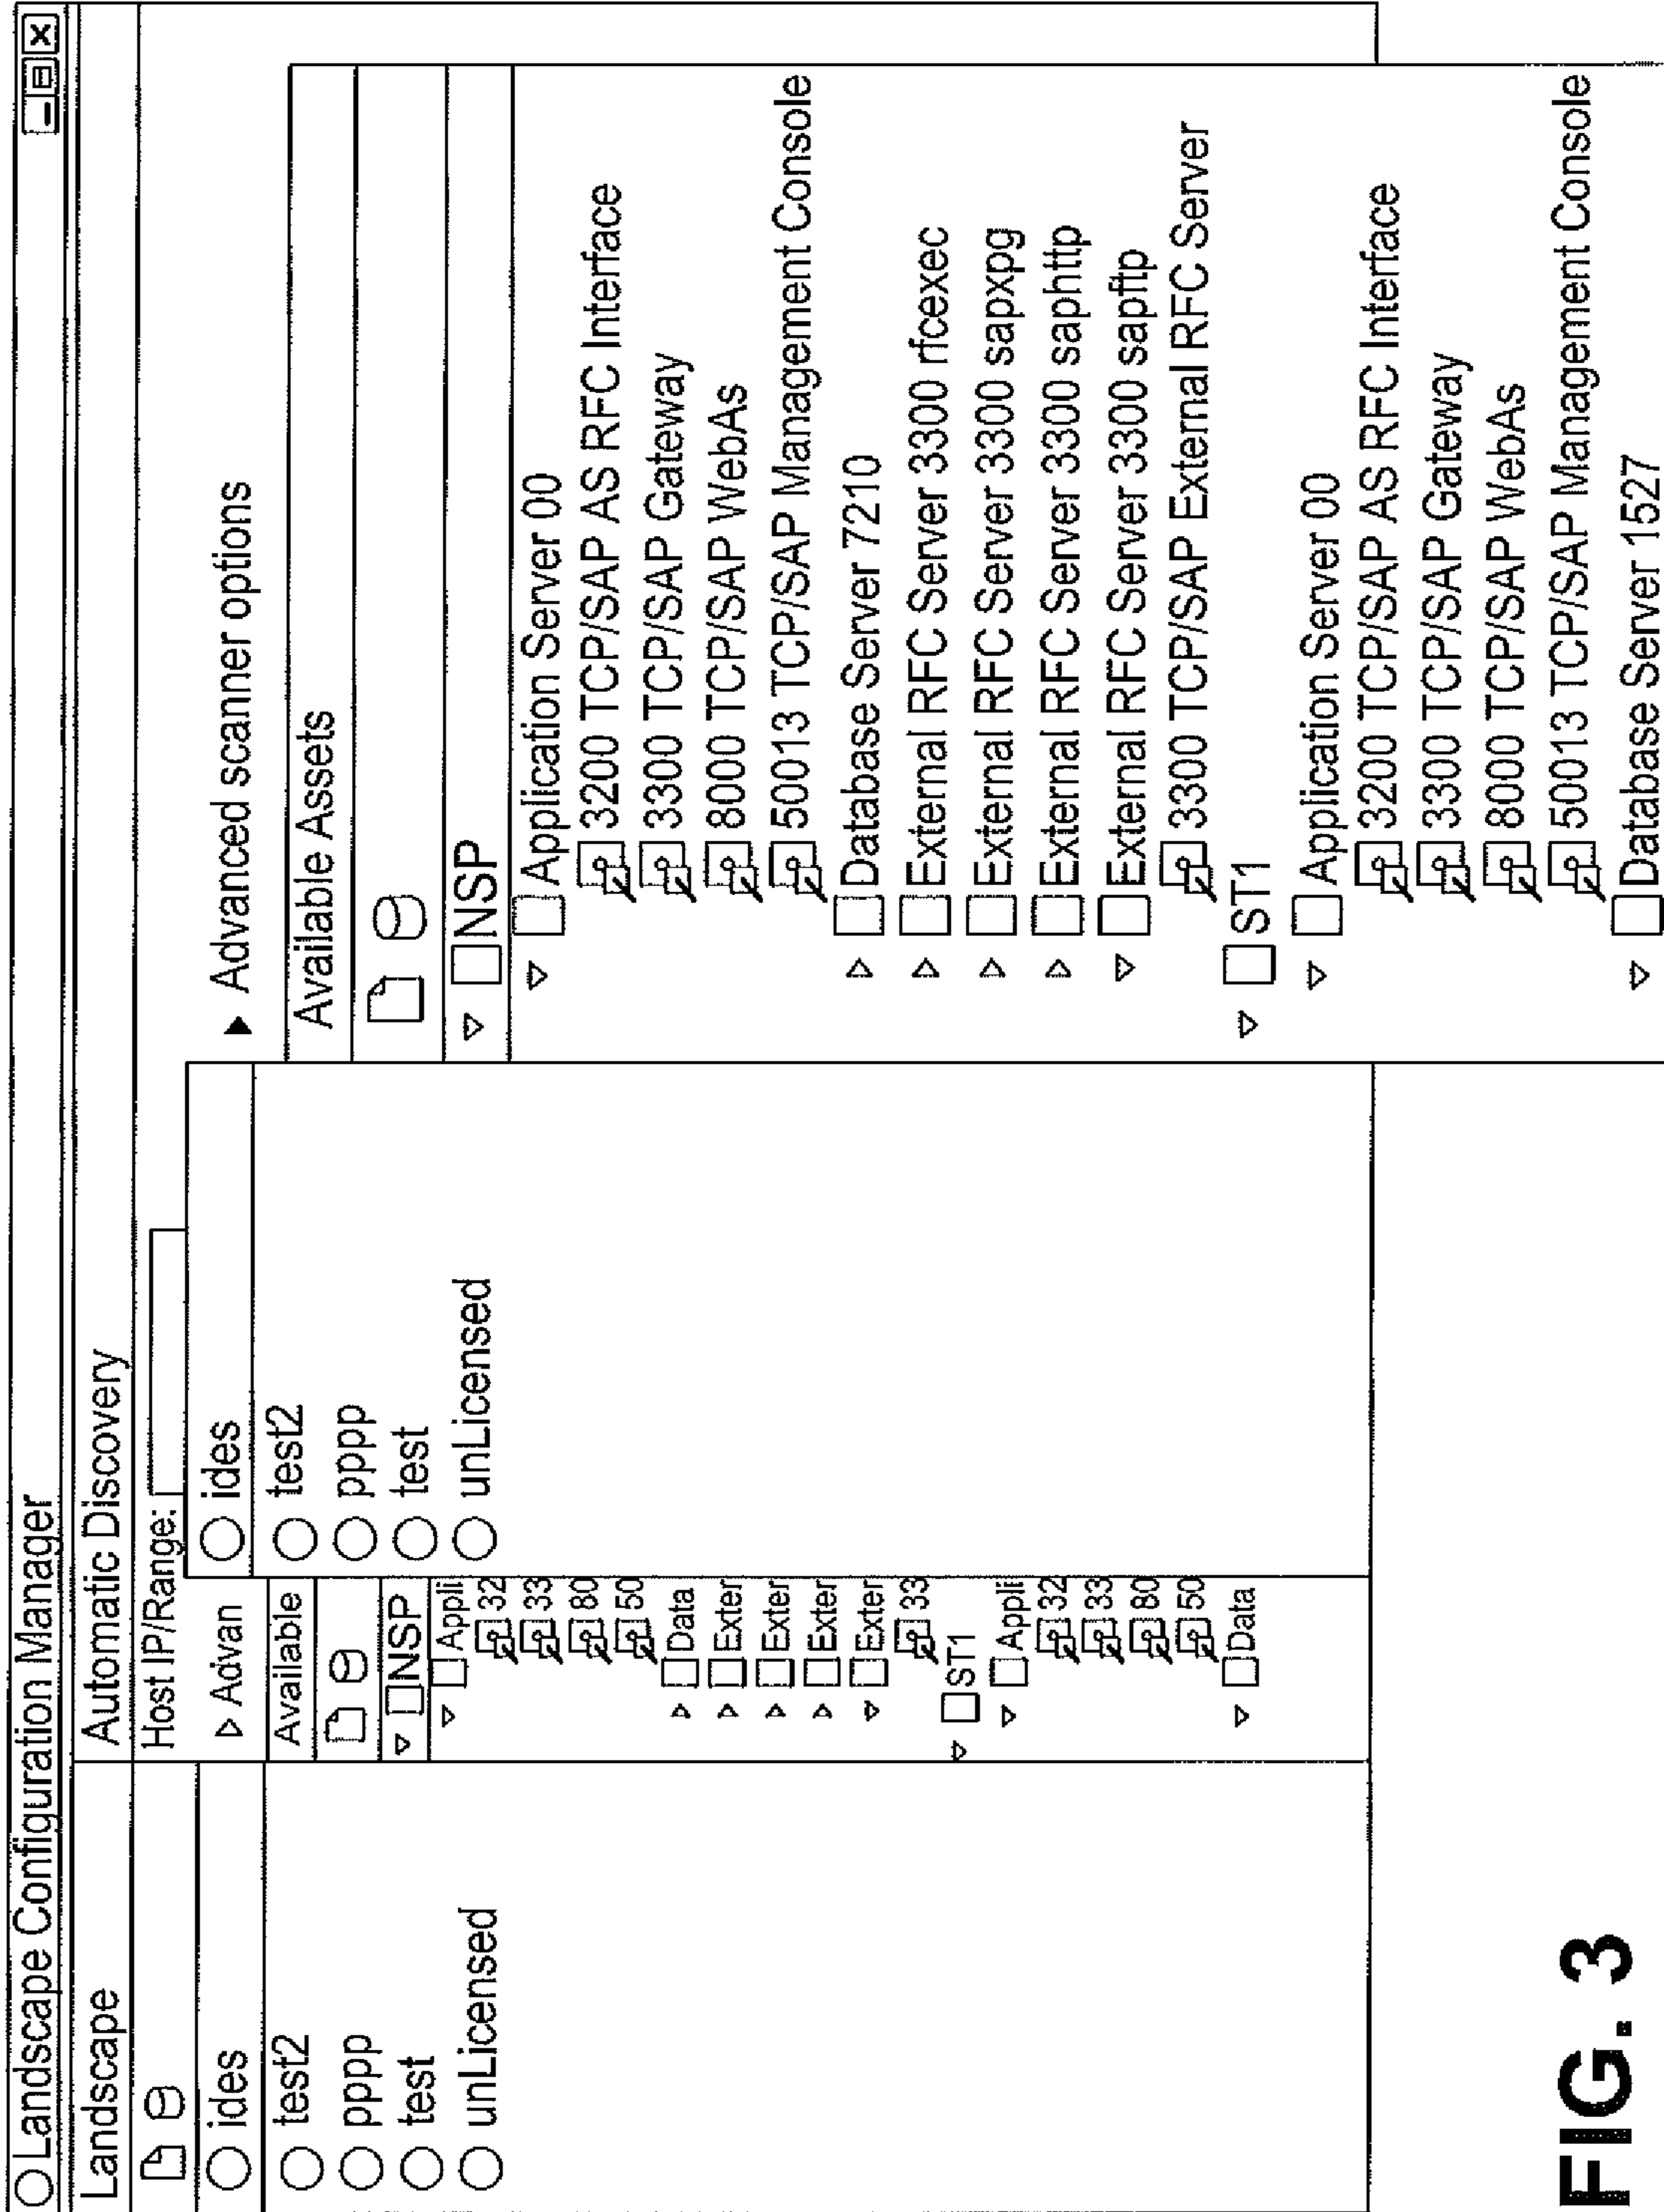 Landscape Configuration Manager
Landscape
ides
test2
pppp
test
unLicensed
Automatic Discovery
Host IP/Range:
Advan
Available
NSP
Appli
32
33
80
50
Data
Exter
Exter
Exter
Exter
33
ST1
Appli
32
33
80
50
Data
ides
test2
pppp
test
unLicensed
Advanced scanner options
Available Assets
NSP
Application Server 00
3200 TCP/SAP AS RFC Interface
3300 TCP/SAP Gateway
8000 TCP/SAP WebAs
50013 TCP/SAP Management Console
Database Server 7210
External RFC Server 3300 rfcexec
External RFC Server 3300 sapxpg
External RFC Server 3300 saphttp
External RFC Server 3300 sapftp
3300 TCP/SAP External RFC Server
ST1
Application Server 00
3200 TCP/SAP AS RFC Interface
3300 TCP/SAP Gateway
8000 TCP/SAP WebAs
50013 TCP/SAP Management Console
Database Server 1527
FIG. 3